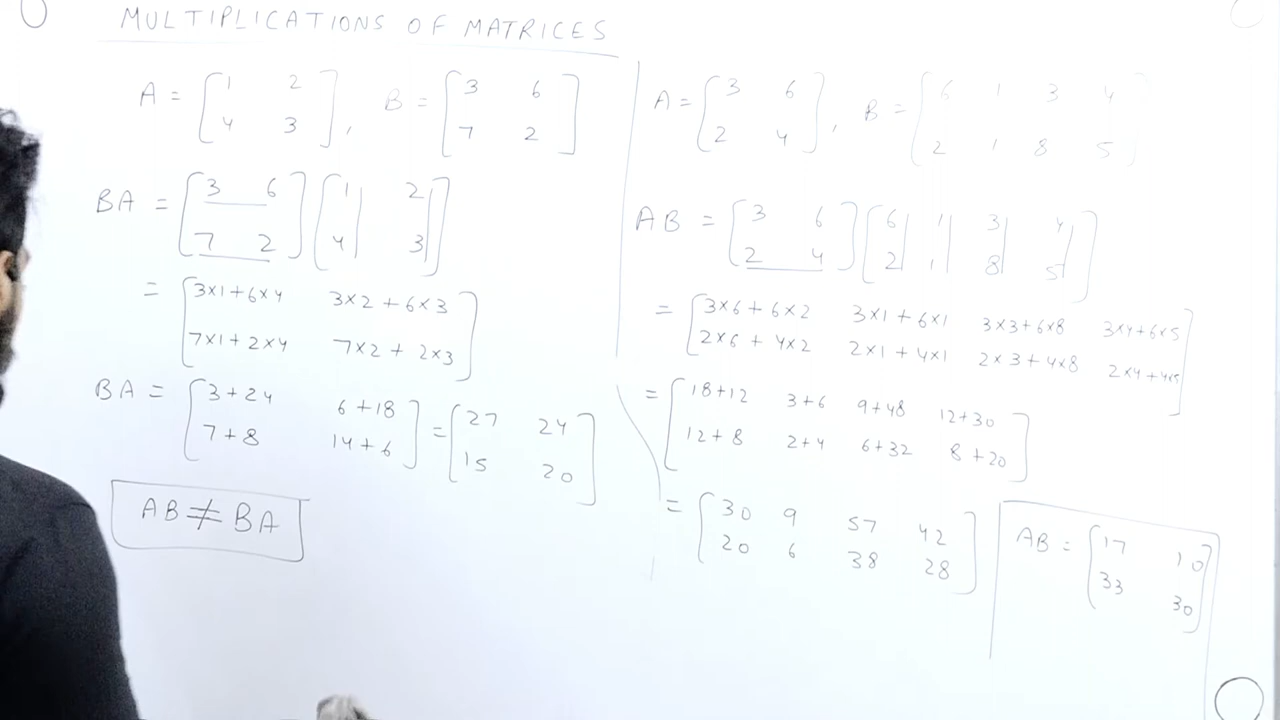 MULTIPLICATIONS OF MATRICES
A = [1 2
4 3], B = [3 6
7 2]
BA = [3 6
7 2] [1 2
4 3]
= [3×1+6×4 3×2+6×3
7×1+2×4 7×2+2×3]
BA = [3+24 6+18
7+8 14+6] = [27 24
15 20]
AB ≠ BA
A = [3 6
2 4], B = [6 1 3 4
2 1 8 5]
AB = [3 6
2 4] [6 1 3 4
2 1 8 5]
= [3×6+6×2 3×1+6×1 3×3+6×8 3×4+6×5
2×6+4×2 2×1+4×1 2×3+4×8 2×4+4×5]
= [18+12 3+6 9+48 12+30
12+8 2+4 6+32 8+20]
= [30 9 57 42
20 6 38 28]
AB = [17 10
33 30]